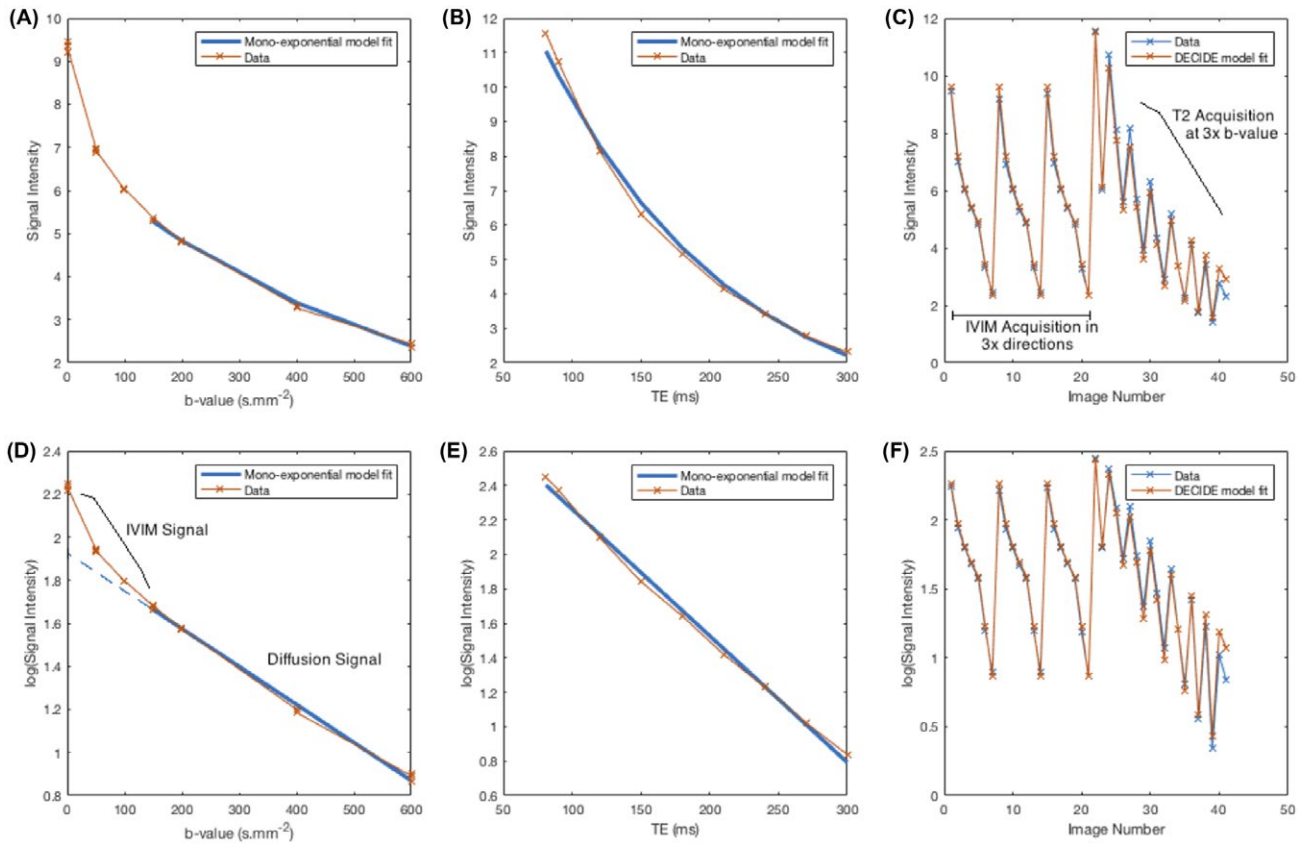 (A)
Signal Intensity
10
9
8
7
6
5
4
3
2
0
100
200
300
400
500
600
b-value (s.mm-2)
Mono-exponential model fit
Data
(B)
Signal Intensity
12
11
10
9
8
7
6
5
4
3
2
50
100
150
200
250
300
TE (ms)
Mono-exponential model fit
Data
(C)
Signal Intensity
12
10
8
6
4
2
0
0
10
20
30
40
50
Image Number
Data
DECIDE model fit
T2 Acquisition
at 3x b-value
IVIM Acquisition in
3x directions
(D)
log(Signal Intensity)
2.4
2.2
2.0
1.8
1.6
1.4
1.2
1.0
0.8
0
100
200
300
400
500
600
b-value (s.mm-2)
Mono-exponential model fit
Data
IVIM Signal
Diffusion Signal
(E)
log(Signal Intensity)
2.6
2.4
2.2
2.0
1.8
1.6
1.4
1.2
1.0
0.8
0.6
50
100
150
200
250
300
TE (ms)
Mono-exponential model fit
Data
(F)
log(Signal Intensity)
2.5
2
1.5
1
0.5
0
0
10
20
30
40
50
Image Number
Data
DECIDE model fit